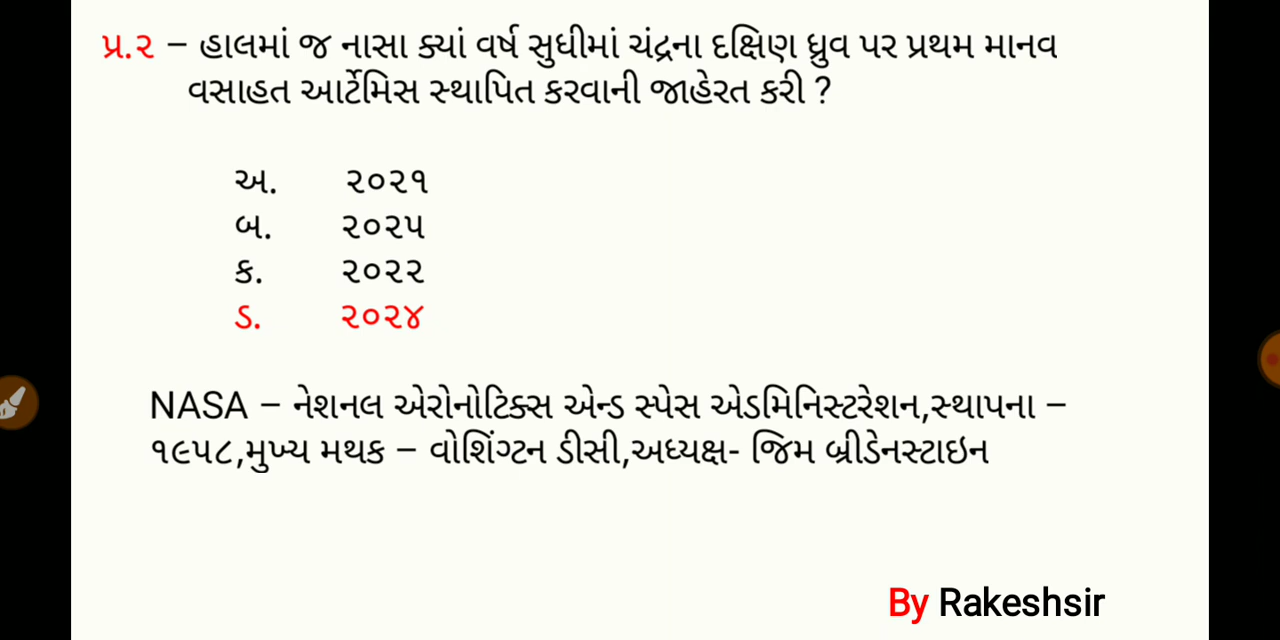 પ્ર.૨ – હાલમાં જ નાસા ક્યાં વર્ષ સુધીમાં ચંદ્રના દક્ષિણ ધ્રુવ પર પ્રથમ માનવ
વસાહત આર્ટેમિસ સ્થાપિત કરવાની જાહેરત કરી ?
અ. ૨૦૨૧
બ. ૨૦૨૫
ક. ૨૦૨૨
ડ. ૨૦૨૪
NASA – નેશનલ એરોનોટિક્સ એન્ડ સ્પેસ એડમિનિસ્ટરેશન,સ્થાપના –
૧૯૫૮,મુખ્ય મથક – વોશિંગ્ટન ડીસી,અધ્યક્ષ- જિમ બ્રીડેનસ્ટાઇન
By Rakeshsir